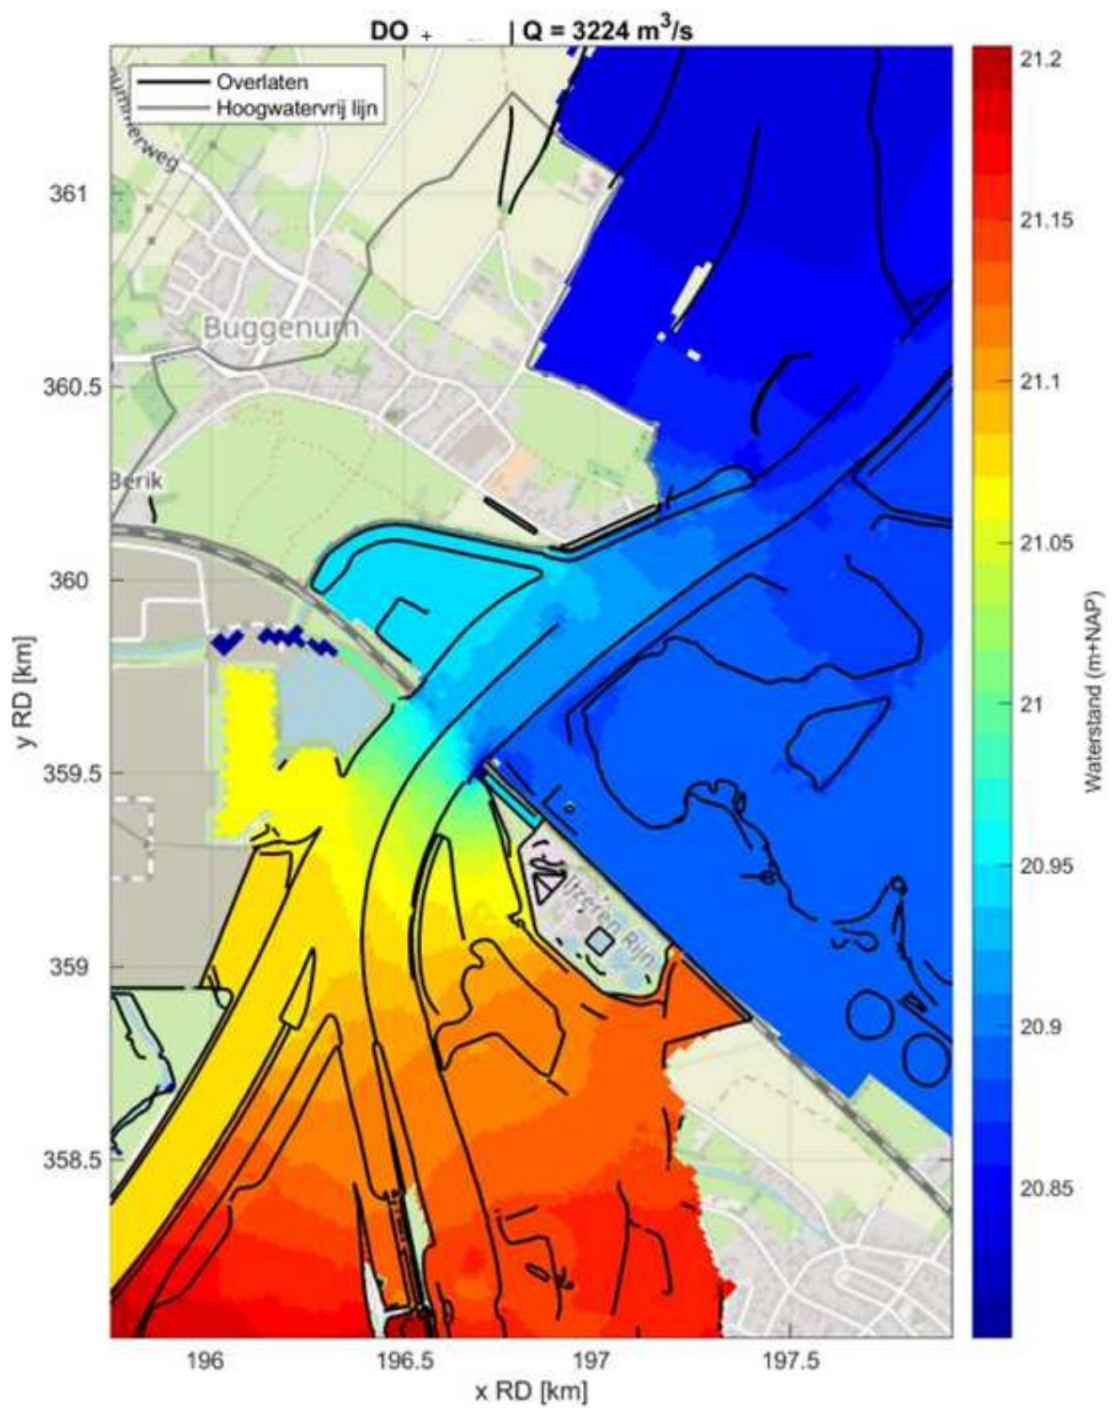 DO + | Q = 3224 m³/s
Overlaten
Hoogwatervrij lijn
Buggenum
Berik
IJzeren Rijn
361
360.5
360
359.5
359
358.5
y RD [km]
196
196.5
197
197.5
x RD [km]
21.2
21.15
21.1
21.05
21
20.95
20.9
20.85
Waterstand (m+NAP)